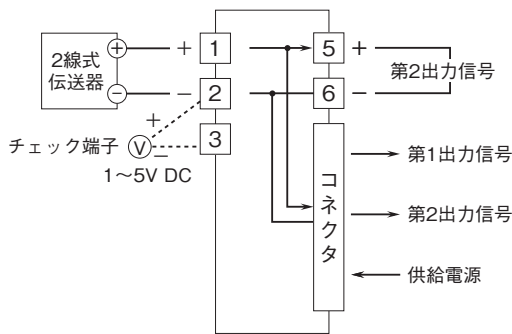 2線式
伝送器
+
−
+
−
1
2
3
+
−
V
チェック端子
1～5V DC
5
6
+
−
第2出力信号
コネクタ
第1出力信号
第2出力信号
供給電源